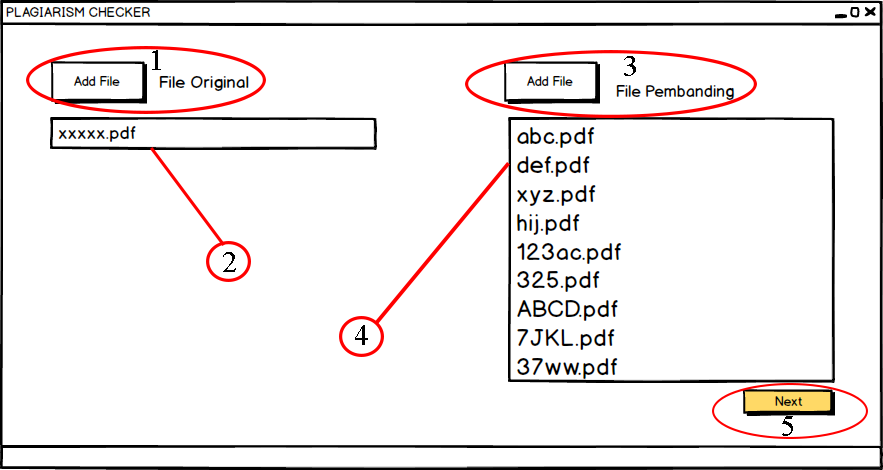 PLAGIARISM CHECKER
Add File
1
File Original
xxxxx.pdf
2
Add File
3
File Pembanding
abc.pdf
def.pdf
xyz.pdf
hij.pdf
123ac.pdf
325.pdf
ABCD.pdf
7JKL.pdf
37ww.pdf
4
Next
5